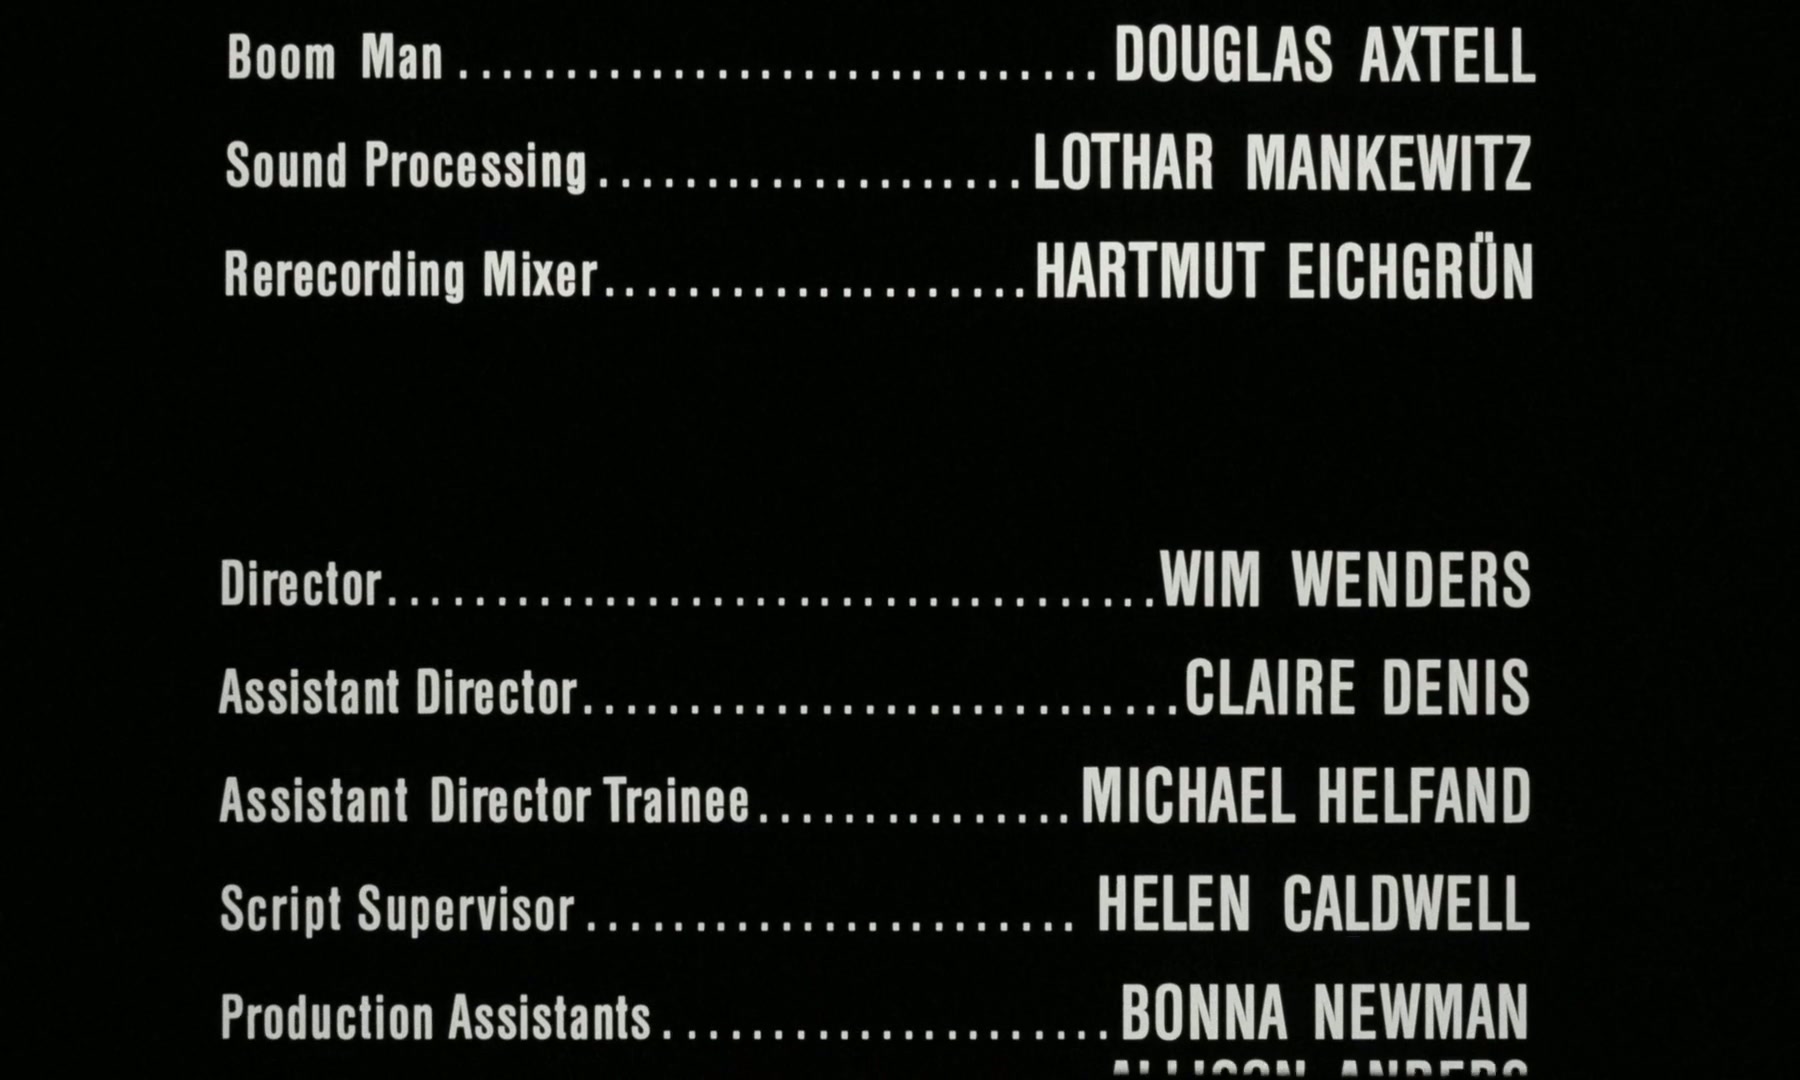 Boom Man .............................. DOUGLAS AXTELL
Sound Processing .................... LOTHAR MANKEWITZ
Rerecording Mixer .................... HARTMUT EICHGRÜN
Director .................................... WIM WENDERS
Assistant Director ............................ CLAIRE DENIS
Assistant Director Trainee ............... MICHAEL HELFAND
Script Supervisor ....................... HELEN CALDWELL
Production Assistants ..................... BONNA NEWMAN